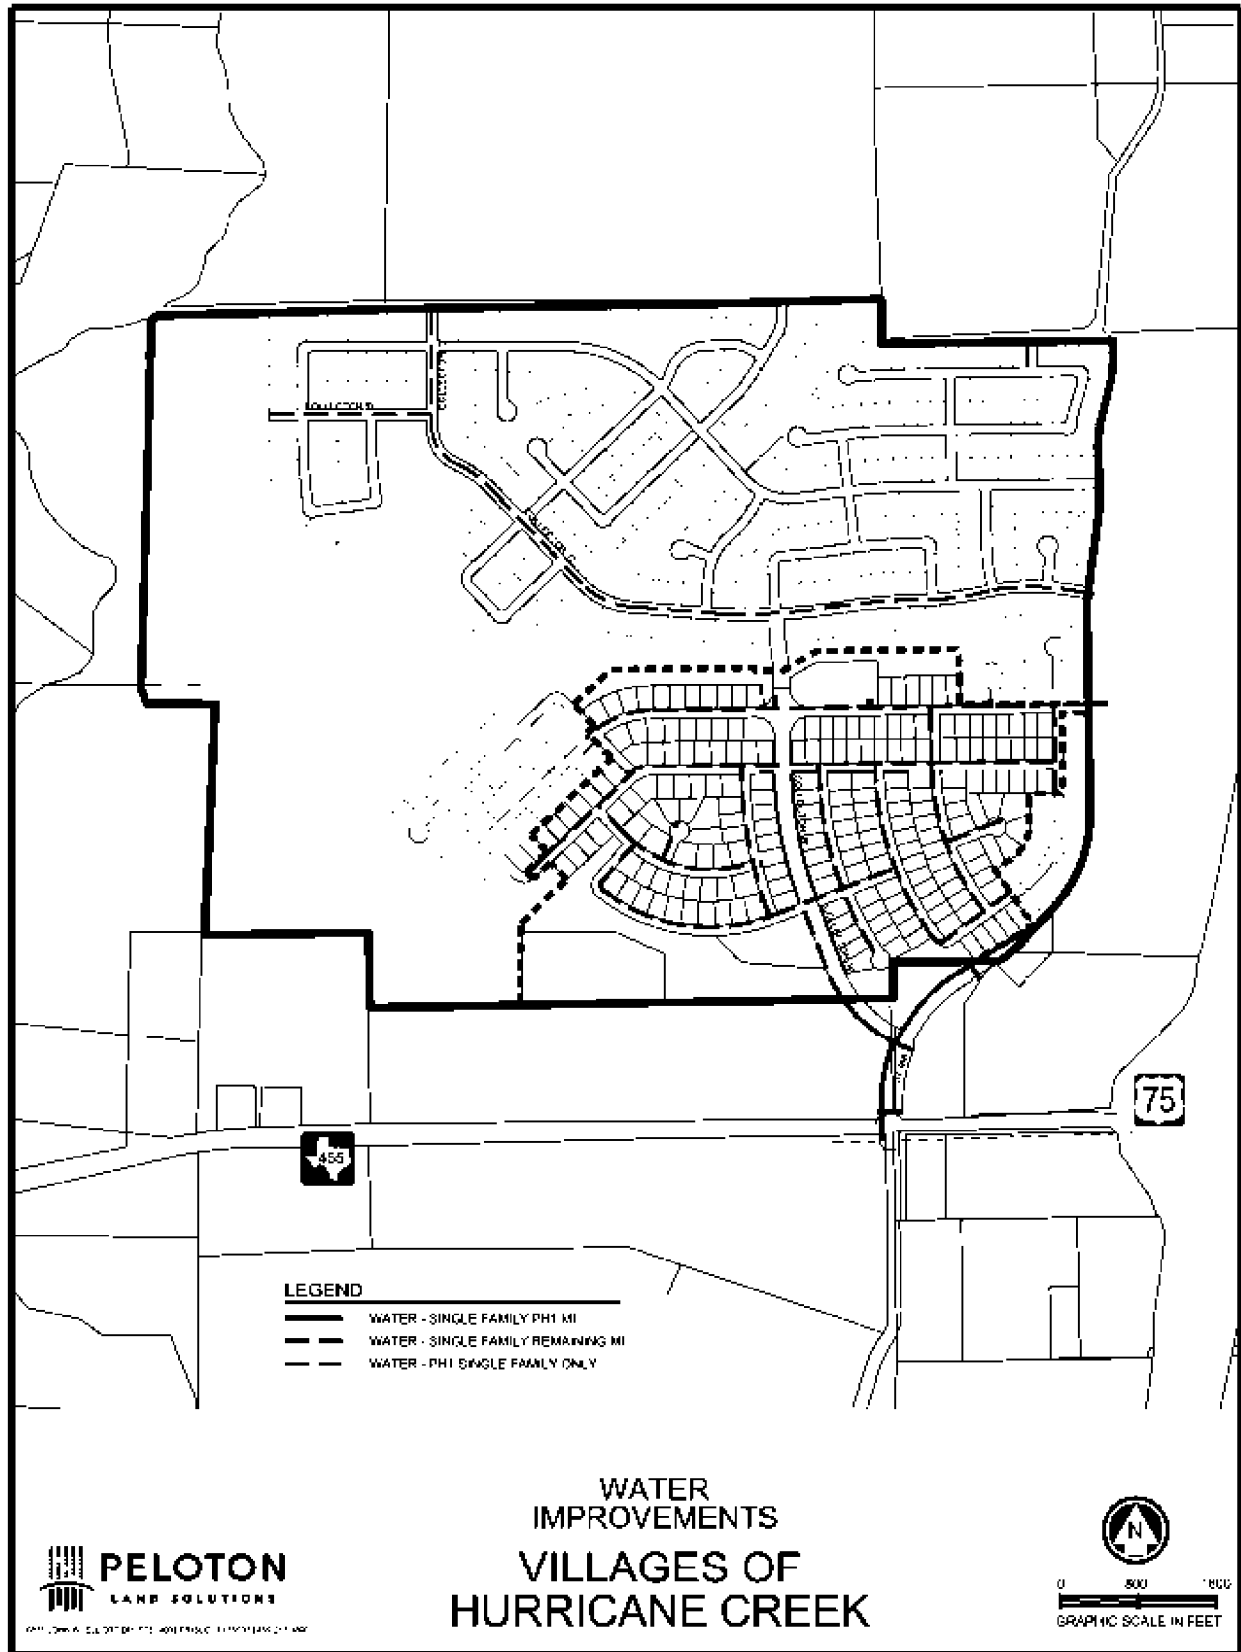 75
455
LEGEND
WATER - SINGLE FAMILY PH1 MI
WATER - SINGLE FAMILY REMAINING MI
WATER - PH1 SINGLE FAMILY ONLY
WATER
IMPROVEMENTS
VILLAGES OF
HURRICANE CREEK
PELOTON
LAND SOLUTIONS
N
0 800 1600
GRAPHIC SCALE IN FEET